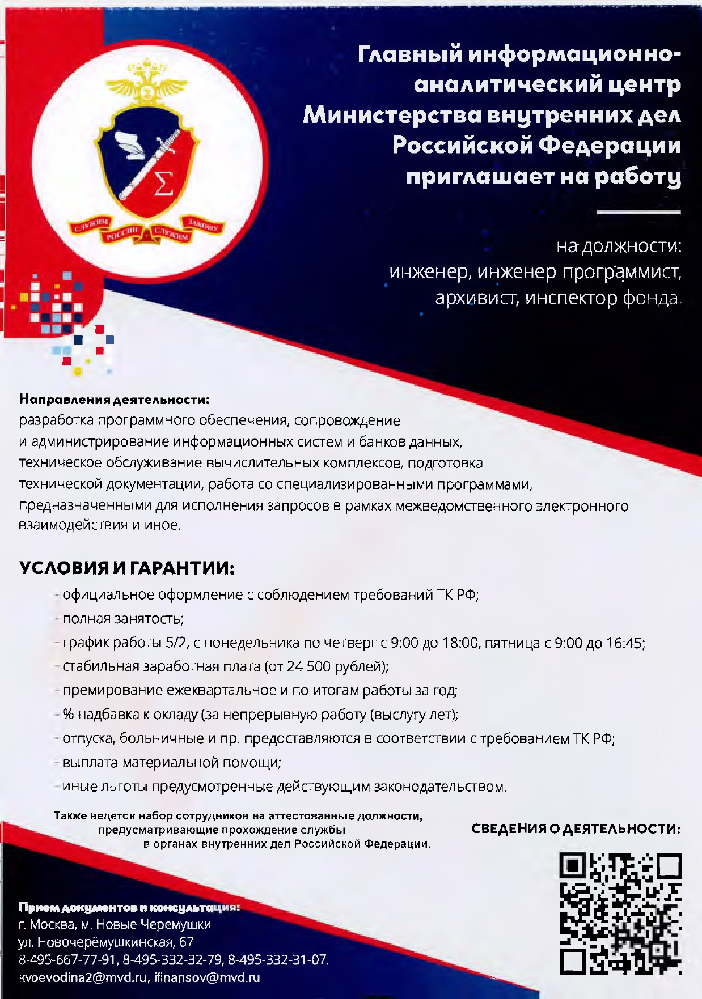 Главный информационно-
аналитический центр
Министерства внутренних дел
Российской Федерации
приглашает на работу
СЛУЖИМ РОССИИ СЛУЖИМ ЗАКОНУ
Σ
на должности:
инженер, инженер-программист,
архивист, инспектор фонда.
Направления деятельности:
разработка программного обеспечения, сопровождение
и администрирование информационных систем и банков данных,
техническое обслуживание вычислительных комплексов, подготовка
технической документации, работа со специализированными программами,
предназначенными для исполнения запросов в рамках межведомственного электронного
взаимодействия и иное.
УСЛОВИЯ И ГАРАНТИИ:
- официальное оформление с соблюдением требований ТК РФ;
- полная занятость;
- график работы 5/2, с понедельника по четверг с 9:00 до 18:00, пятница с 9:00 до 16:45;
- стабильная заработная плата (от 24 500 рублей);
- премирование ежеквартальное и по итогам работы за год;
- % надбавка к окладу (за непрерывную работу (выслугу лет);
- отпуска, больничные и пр. предоставляются в соответствии с требованием ТК РФ;
- выплата материальной помощи;
- иные льготы предусмотренные действующим законодательством.
Также ведется набор сотрудников на аттестованные должности,
предусматривающие прохождение службы
в органах внутренних дел Российской Федерации.
СВЕДЕНИЯ О ДЕЯТЕЛЬНОСТИ:
Прием документов и консультация:
г. Москва, м. Новые Черемушки
ул. Новочерёмушкинская, 67
8-495-667-77-91, 8-495-332-32-79, 8-495-332-31-07.
kvoevodina2@mvd.ru, ifinansov@mvd.ru